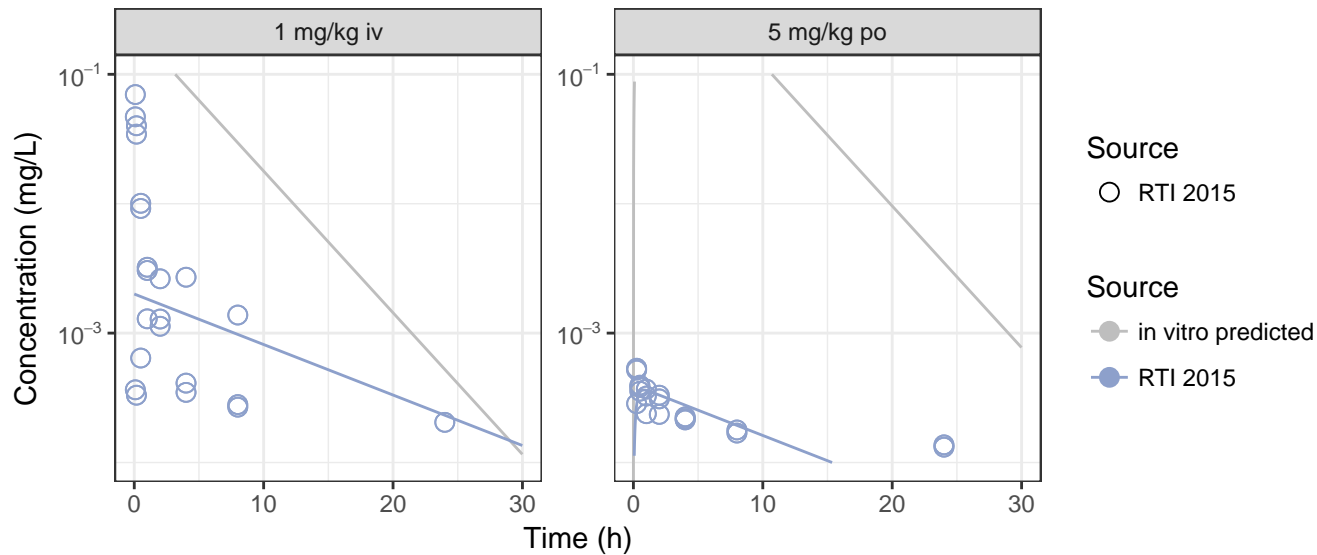 1 mg/kg iv
5 mg/kg po
Concentration (mg/L)
10⁻¹
10⁻³
10⁻¹
10⁻³
0
10
20
30
0
10
20
30
Time (h)
Source
RTI 2015
Source
in vitro predicted
RTI 2015